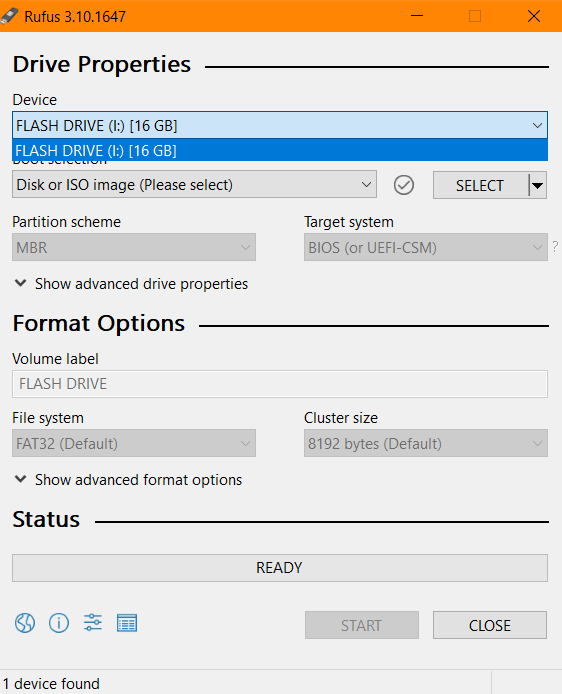 Rufus 3.10.1647
Drive Properties
Device
FLASH DRIVE (I:) [16 GB]
FLASH DRIVE (I:) [16 GB]
Boot selection
Disk or ISO image (Please select)
SELECT
Partition scheme
Target system
MBR
BIOS (or UEFI-CSM)
?
Show advanced drive properties
Format Options
Volume label
FLASH DRIVE
File system
Cluster size
FAT32 (Default)
8192 bytes (Default)
Show advanced format options
Status
READY
START
CLOSE
1 device found